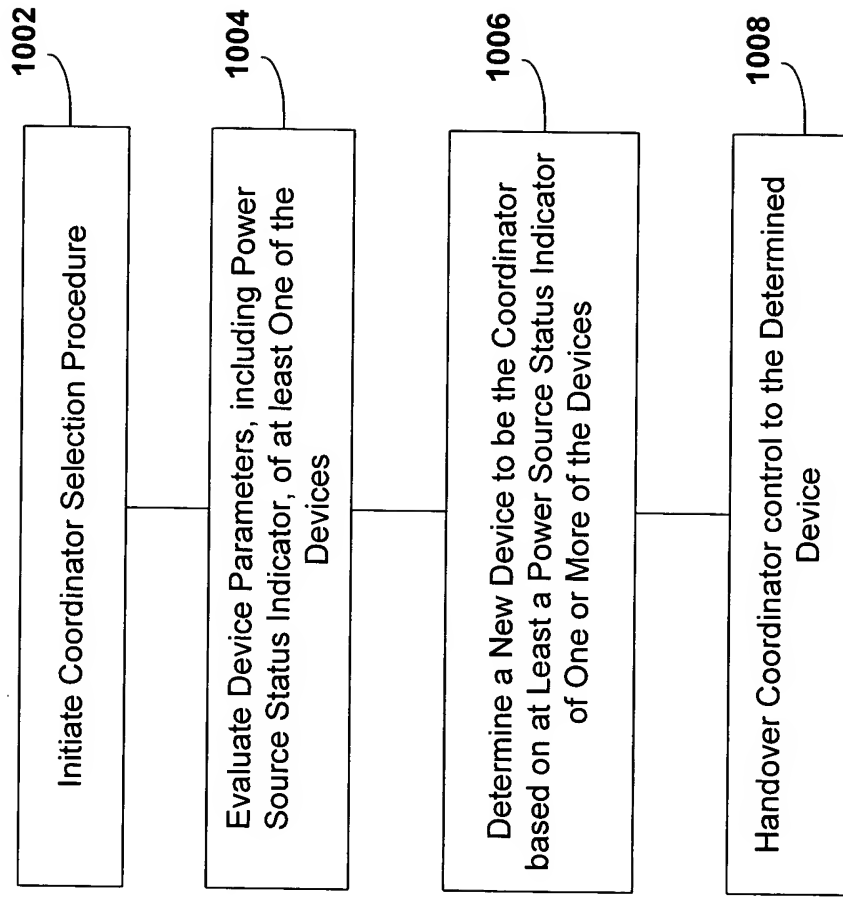 1002
Initiate Coordinator Selection Procedure
1004
Evaluate Device Parameters, including Power
Source Status Indicator, of at least One of the
Devices
1006
Determine a New Device to be the Coordinator
based on at Least a Power Source Status Indicator
of One or More of the Devices
1008
Handover Coordinator control to the Determined
Device